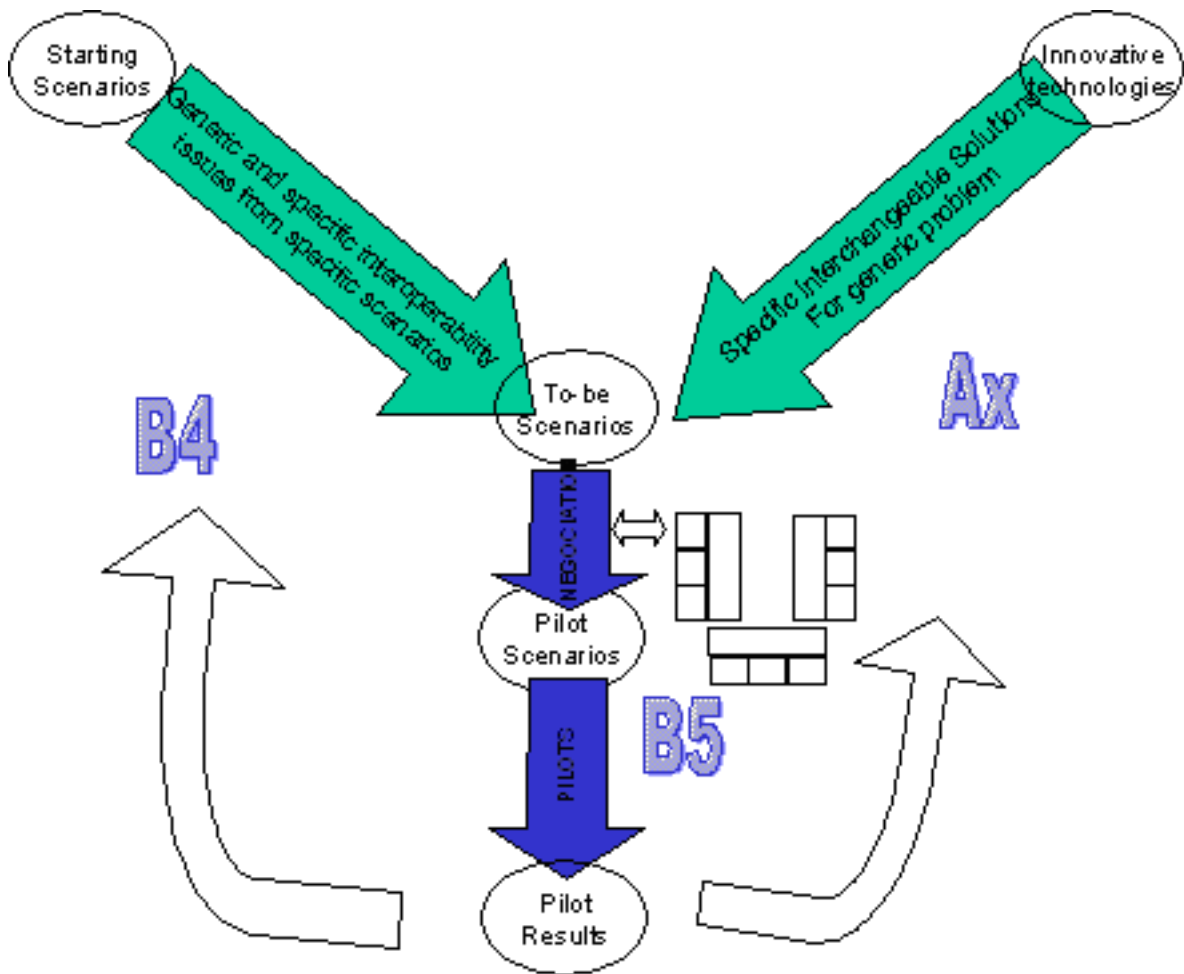 Starting
Scenarios
Innovative
technologies
Generic and specific interoperability
issues from specific scenarios
Specific interchangeable Solutions
For generic problem
To-be
Scenarios
B4
Ax
NEGOCIATIO
Pilot
Scenarios
B5
PILOTO
Pilot
Results